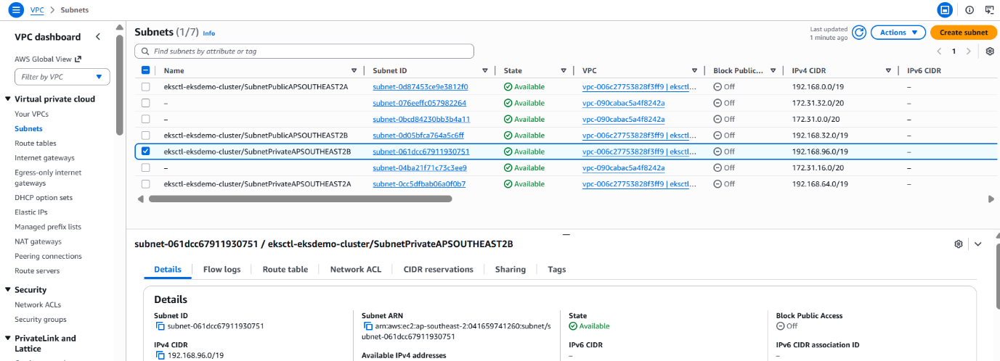 VPC > Subnets
VPC dashboard
AWS Global View
Filter by VPC
Virtual private cloud
Your VPCs
Subnets
Route tables
Internet gateways
Egress-only internet
gateways
DHCP option sets
Elastic IPs
Managed prefix lists
NAT gateways
Peering connections
Route servers
Security
Network ACLs
Security groups
PrivateLink and
Lattice
Subnets (1/7) Info
Last updated
1 minute ago
Actions
Create subnet
Find subnets by attribute or tag
1
Name Subnet ID State VPC Block Public... IPv4 CIDR IPv6 CIDR
eksctl-eksdemo-cluster/SubnetPublicAPSOUTHEAST2A subnet-0d87453ce9e3812f0 Available vpc-006c27753828f3ff9 | eksctl... Off 192.168.0.0/19 –
– subnet-076eeffc057982264 Available vpc-090cabac5a4f8242a Off 172.31.32.0/20 –
– subnet-0bcd84230bb3b4a11 Available vpc-090cabac5a4f8242a Off 172.31.0.0/20 –
eksctl-eksdemo-cluster/SubnetPublicAPSOUTHEAST2B subnet-0d05bfca764a5c6ff Available vpc-006c27753828f3ff9 | eksctl... Off 192.168.32.0/19 –
eksctl-eksdemo-cluster/SubnetPrivateAPSOUTHEAST2B subnet-061dcc67911930751 Available vpc-006c27753828f3ff9 | eksctl... Off 192.168.96.0/19 –
– subnet-04ba21f71c73c3ee9 Available vpc-090cabac5a4f8242a Off 172.31.16.0/20 –
eksctl-eksdemo-cluster/SubnetPrivateAPSOUTHEAST2A subnet-0cc5dfbab06a0f0b7 Available vpc-006c27753828f3ff9 | eksctl... Off 192.168.64.0/19 –
subnet-061dcc67911930751 / eksctl-eksdemo-cluster/SubnetPrivateAPSOUTHEAST2B
Details Flow logs Route table Network ACL CIDR reservations Sharing Tags
Details
Subnet ID
subnet-061dcc67911930751
IPv4 CIDR
192.168.96.0/19
Subnet ARN
arn:aws:ec2:ap-southeast-2:041659741260:subnet/s
ubnet-061dcc67911930751
Available IPv4 addresses
State
Available
IPv6 CIDR
–
Block Public Access
Off
IPv6 CIDR association ID
–